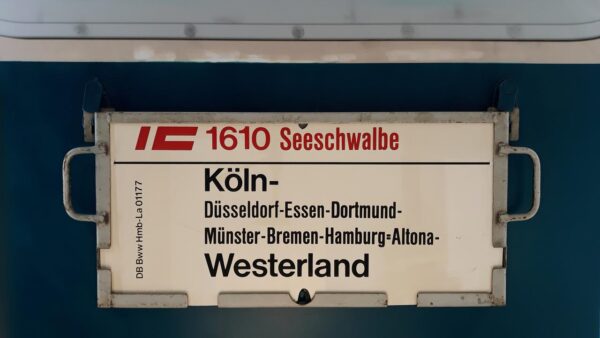 IC 1610 Seeschwalbe
Köln-
Düsseldorf-Essen-Dortmund-
Münster-Bremen-Hamburg=Altona-
Westerland
DB Bww Hmb-La 01177